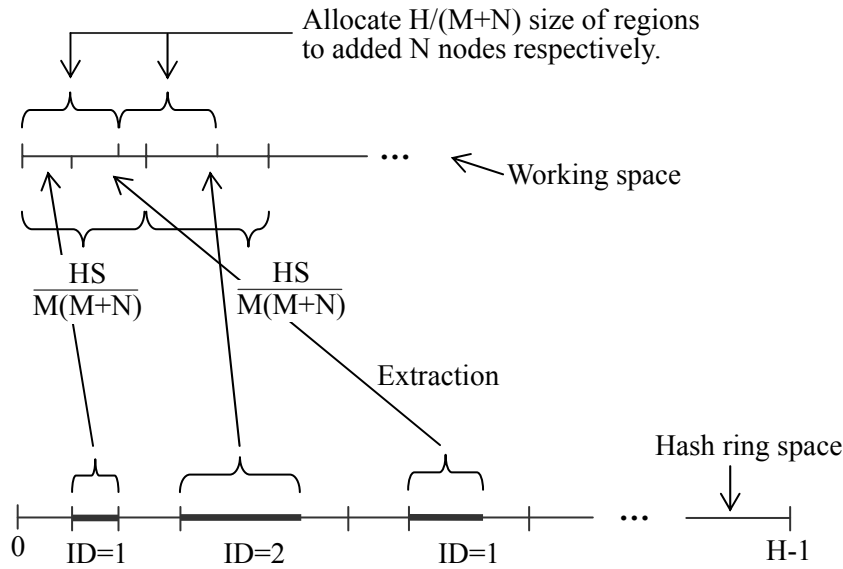 Allocate H/(M+N) size of regions
to added N nodes respectively.
...
Working space
HS
M(M+N)
HS
M(M+N)
Extraction
Hash ring space
...
0
ID=1
ID=2
ID=1
H-1